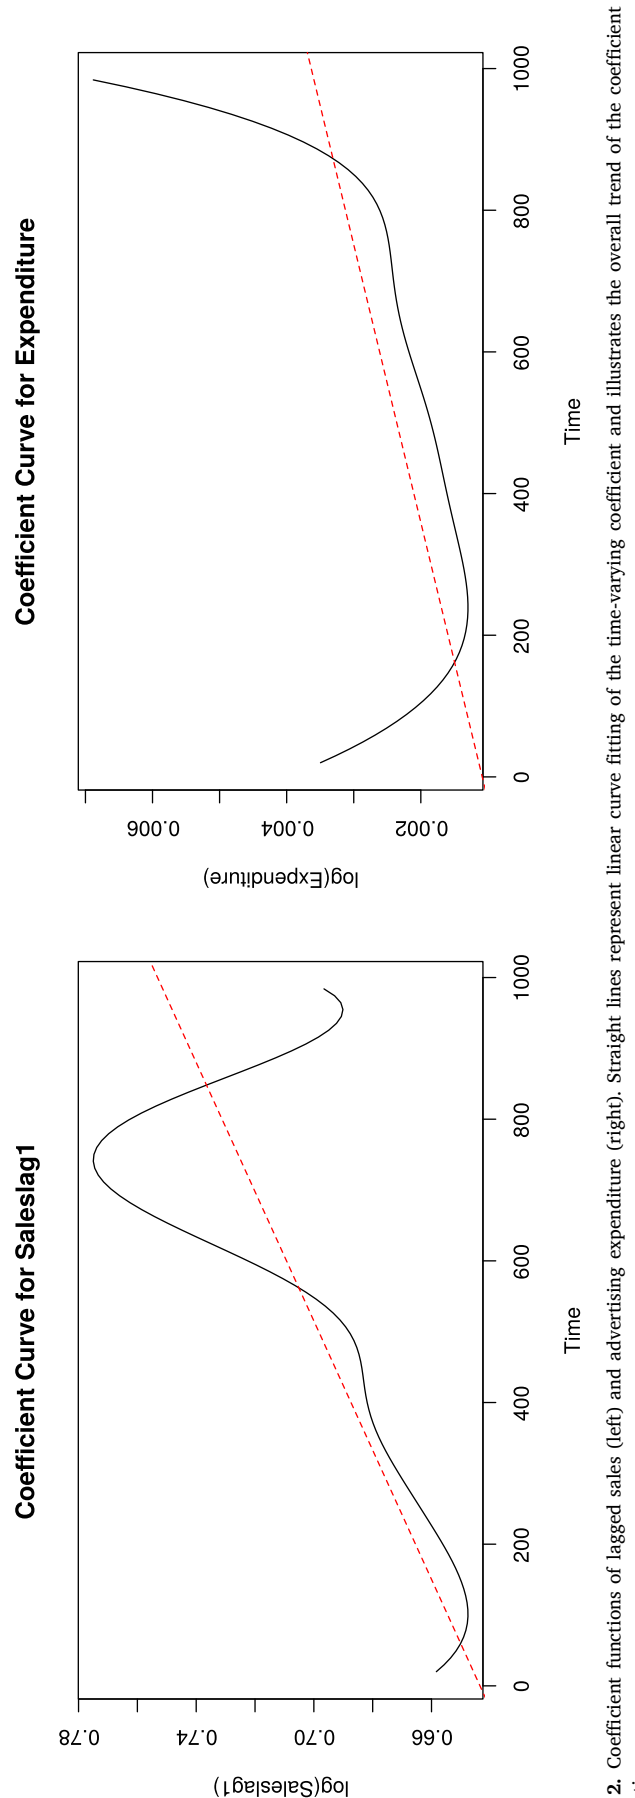 Coefficient Curve for Saleslag1
log(Saleslag1)
0.66
0.70
0.74
0.78
0
200
400
600
800
1000
Time
Coefficient Curve for Expenditure
log(Expenditure)
0.002
0.004
0.006
0
200
400
600
800
1000
Time
2. Coefficient functions of lagged sales (left) and advertising expenditure (right). Straight lines represent linear curve fitting of the time-varying coefficient and illustrates the overall trend of the coefficient